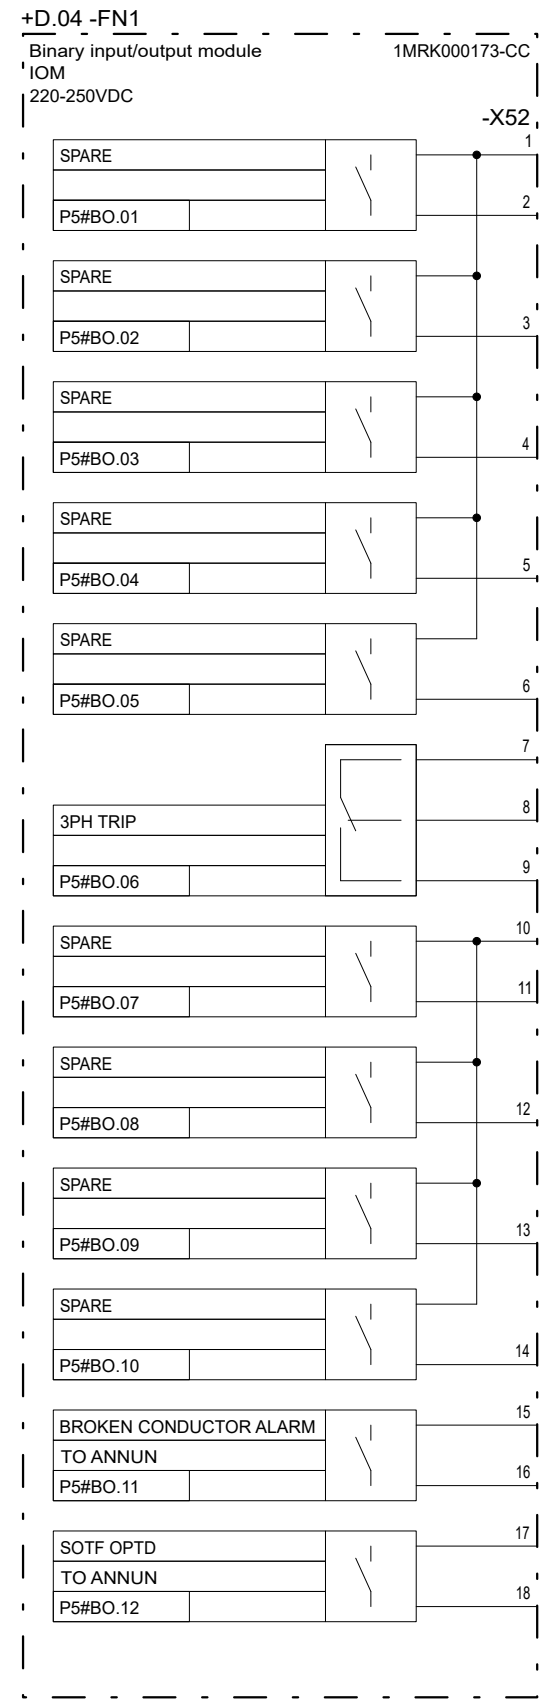 +D.04 -FN1
Binary input/output module 1MRK000173-CC
IOM
220-250VDC
-X52
1
SPARE
2
P5#BO.01
SPARE
3
P5#BO.02
SPARE
4
P5#BO.03
SPARE
5
P5#BO.04
SPARE
6
P5#BO.05
7
8
3PH TRIP
9
P5#BO.06
10
SPARE
11
P5#BO.07
SPARE
12
P5#BO.08
SPARE
13
P5#BO.09
SPARE
14
P5#BO.10
15
BROKEN CONDUCTOR ALARM
TO ANNUN
16
P5#BO.11
17
SOTF OPTD
TO ANNUN
18
P5#BO.12